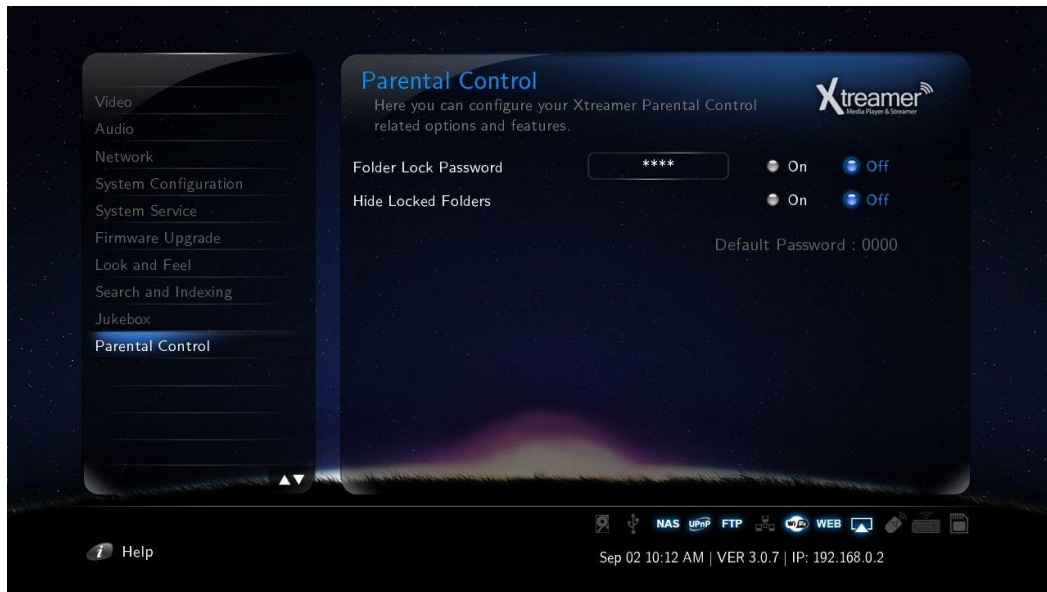 Video
Audio
Network
System Configuration
System Service
Firmware Upgrade
Look and Feel
Search and Indexing
Jukebox
Parental Control
Parental Control
Here you can configure your Xtreamer Parental Control
related options and features.
Xtreamer
Media Player & Streamer
Folder Lock Password **** On Off
Hide Locked Folders On Off
Default Password : 0000
NAS UPnP FTP WiFi WEB
i Help
Sep 02 10:12 AM | VER 3.0.7 | IP: 192.168.0.2